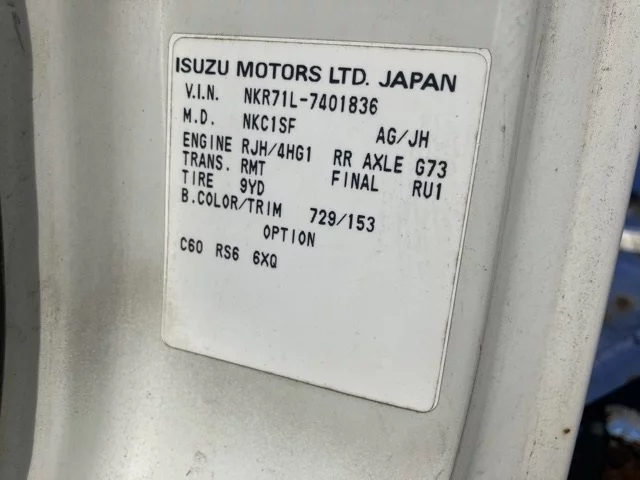 ISUZU MOTORS LTD. JAPAN
V.I.N. NKR71L-7401836
M.D. NKC1SF AG/JH
ENGINE RJH/4HG1 RR AXLE G73
TRANS. RMT FINAL RU1
TIRE 9YD
B.COLOR/TRIM 729/153
OPTION
C60 RS6 6XQ